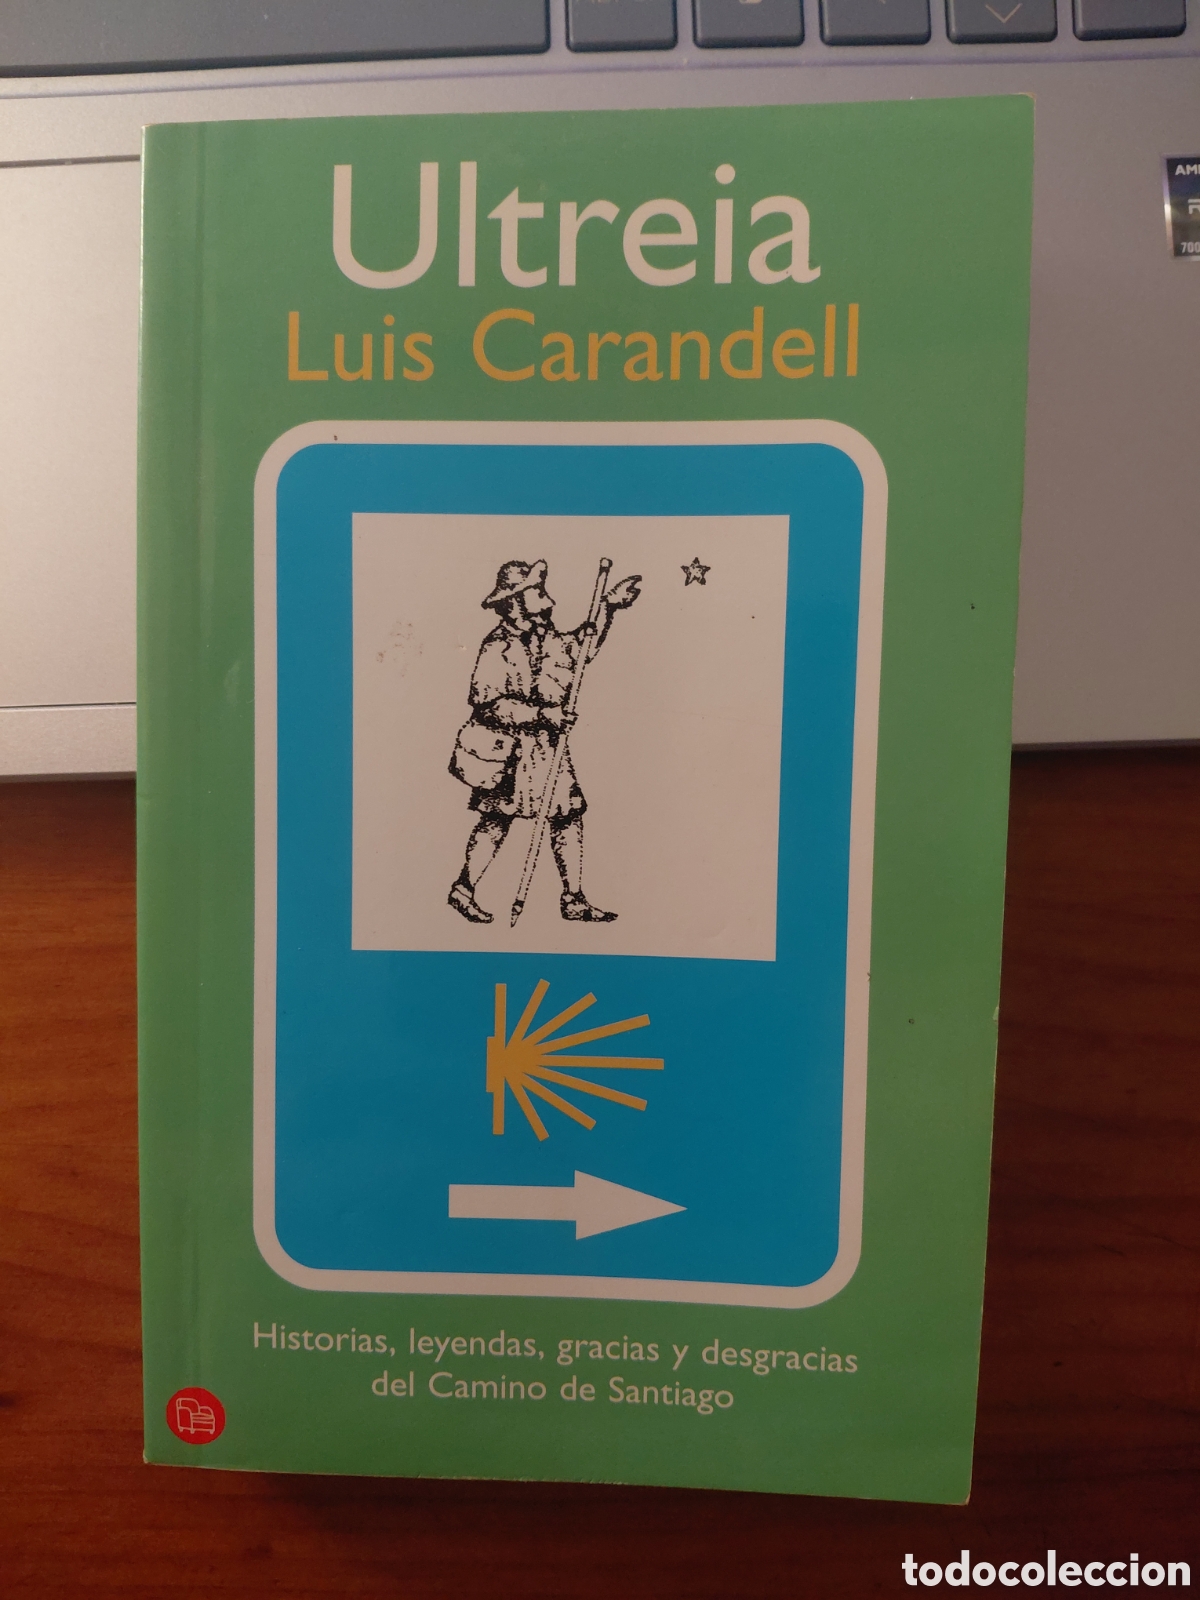 Ultreia
Luis Carandell
Historias, leyendas, gracias y desgracias
del Camino de Santiago
todocoleccion